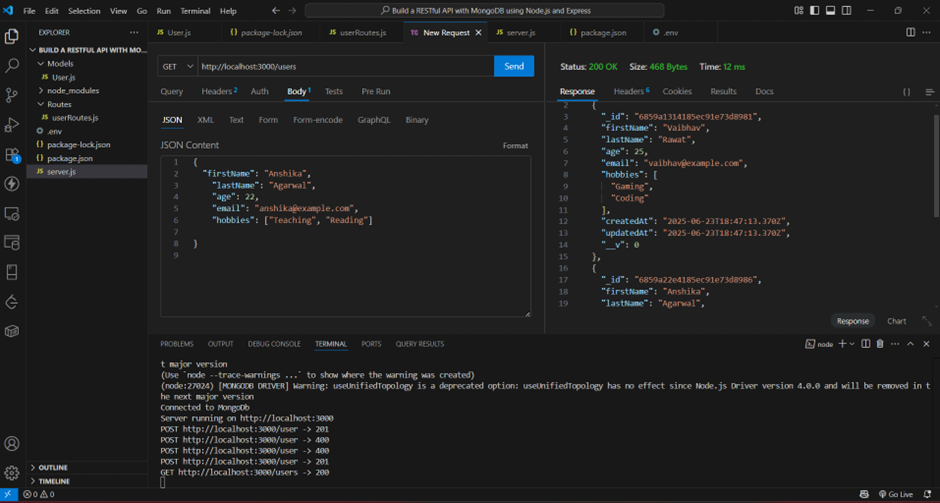 File Edit Selection View Go Run Terminal Help
Build a RESTful API with MongoDB using Node.js and Express
EXPLORER
BUILD A RESTFUL API WITH MO...
Models
JS User.js
node_modules
Routes
JS userRoutes.js
.env
package-lock.json
package.json
JS server.js
OUTLINE
TIMELINE
JS User.js
{} package-lock.json
JS userRoutes.js
TC New Request
JS server.js
{} package.json
.env
GET http://localhost:3000/users Send
Query Headers 2 Auth Body 1 Tests Pre Run
JSON XML Text Form Form-encode GraphQL Binary
JSON Content Format
1 {
2 "firstName": "Anshika",
3 "lastName": "Agarwal",
4 "age": 22,
5 "email": "anshika@example.com",
6 "hobbies": ["Teaching", "Reading"]
7
8 }
9
Status: 200 OK Size: 468 Bytes Time: 12 ms
Response Headers 6 Cookies Results Docs
2 {
3 "_id": "6859a1314185ec91e73d8981",
4 "firstName": "Vaibhav",
5 "lastName": "Rawat",
6 "age": 25,
7 "email": "vaibhav@example.com",
8 "hobbies": [
9 "Gaming",
10 "Coding"
11 ],
12 "createdAt": "2025-06-23T18:47:13.370Z",
13 "updatedAt": "2025-06-23T18:47:13.370Z",
14 "__v": 0
15 },
16 {
17 "_id": "6859a22e4185ec91e73d8986",
18 "firstName": "Anshika",
19 "lastName": "Agarwal",
Response Chart
PROBLEMS OUTPUT DEBUG CONSOLE TERMINAL PORTS QUERY RESULTS
node
t major version
(Use `node --trace-warnings ...` to show where the warning was created)
(node:27024) [MONGODB DRIVER] Warning: useUnifiedTopology is a deprecated option: useUnifiedTopology has no effect since Node.js Driver version 4.0.0 and will be removed in t
he next major version
Connected to MongoDb
Server running on http://localhost:3000
POST http://localhost:3000/user -> 201
POST http://localhost:3000/user -> 400
POST http://localhost:3000/user -> 400
POST http://localhost:3000/user -> 201
GET http://localhost:3000/users -> 200
0 0
Go Live